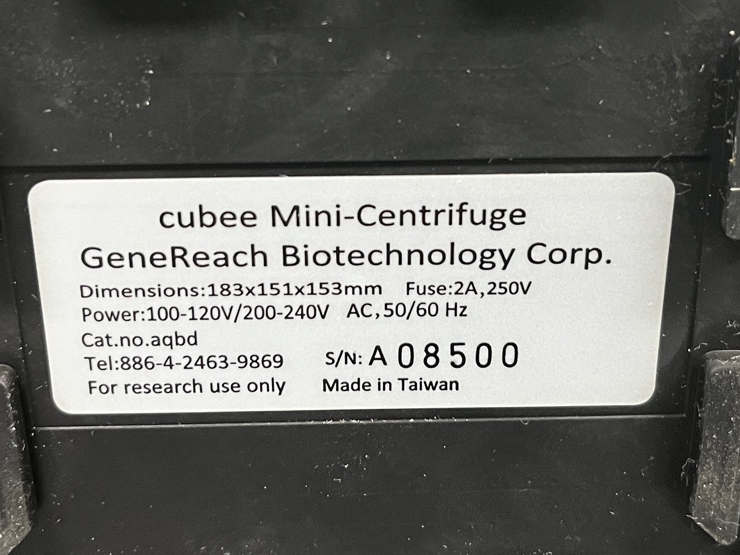 cubee Mini-Centrifuge
GeneReach Biotechnology Corp.
Dimensions:183x151x153mm Fuse:2A,250V
Power:100-120V/200-240V AC,50/60 Hz
Cat.no.aqbd
Tel:886-4-2463-9869 S/N: A 08500
For research use only Made in Taiwan